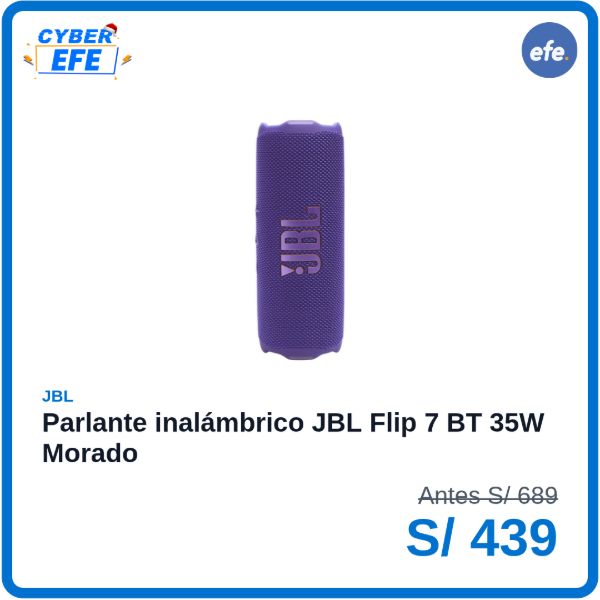 CYBER
EFE
efe.
JBL
JBL
Parlante inalámbrico JBL Flip 7 BT 35W
Morado
Antes S/ 689
S/ 439